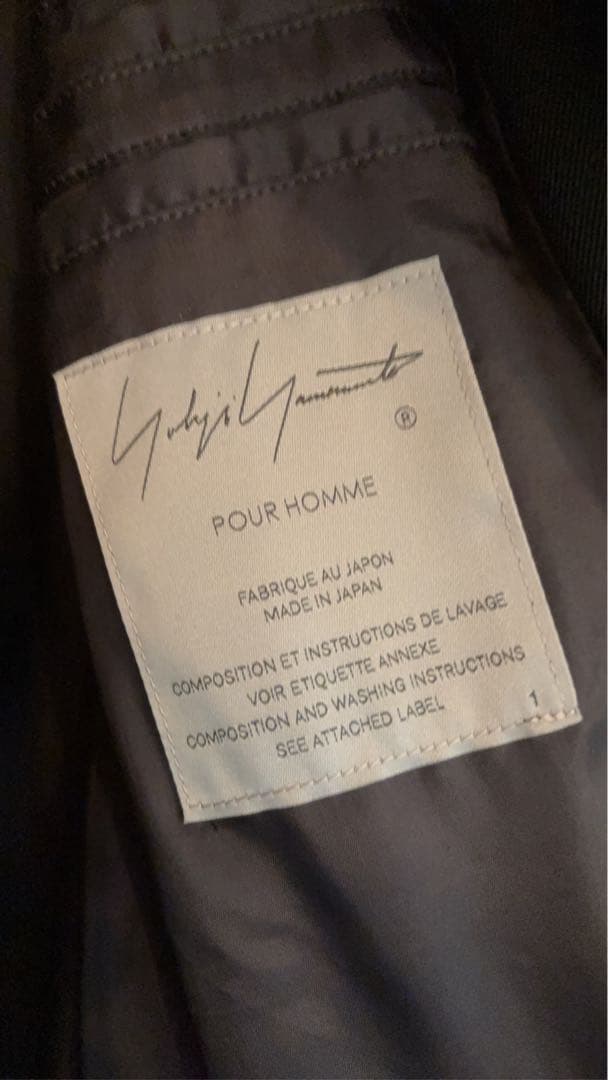 Yohji Yamamoto
®
POUR HOMME
FABRIQUE AU JAPON
MADE IN JAPAN
COMPOSITION ET INSTRUCTIONS DE LAVAGE
VOIR ETIQUETTE ANNEXE
COMPOSITION AND WASHING INSTRUCTIONS
SEE ATTACHED LABEL
1